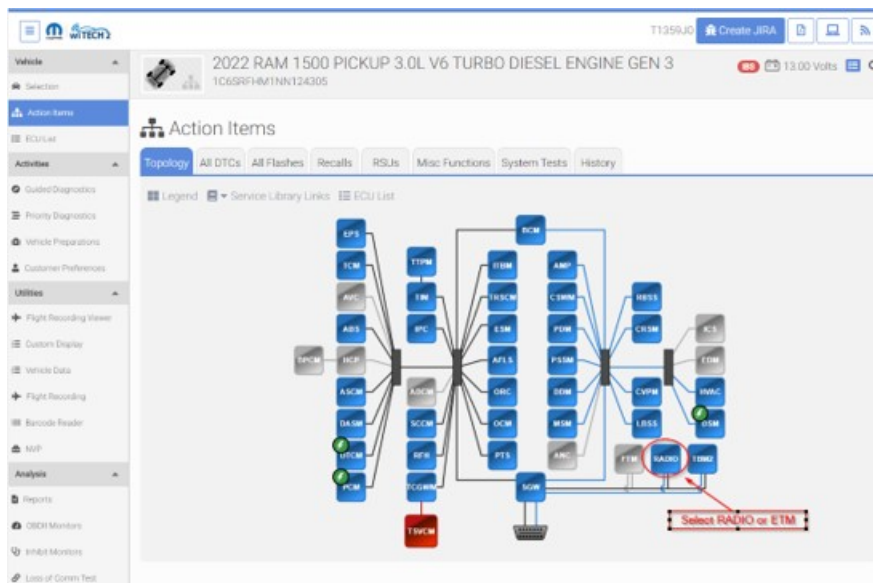 wiTECH 2
T1359J0
Create JIRA
Vehicle
Selection
Action Items
ECU List
Activities
Guided Diagnostics
Priority Diagnostics
Vehicle Preparations
Customer Preferences
Utilities
Flight Recording Viewer
Custom Display
Vehicle Data
Flight Recording
Barcode Reader
NVP
Analysis
Reports
OBDII Monitors
Inhibit Monitors
Loss of Comm Test
2022 RAM 1500 PICKUP 3.0L V6 TURBO DIESEL ENGINE GEN 3
1C6SRFHM1NN124305
IBS
13.00 Volts
Action Items
Topology
All DTCs
All Flashes
Recalls
RSUs
Misc Functions
System Tests
History
Legend
Service Library Links
ECU List
BCM
EPS
TTPM
ITBM
AMP
TCM
AVC
TIM
TRSCM
CSWM
RBSS
ABS
IPC
ESM
PDM
CRSM
ICS
DPCM
HCP
AFLS
PSSM
EDM
ASCM
ADCM
ORC
DDM
CVPM
HVAC
DASM
SCCM
OCM
MSM
LBSS
DSM
DTCM
RFH
PTS
ANC
ETM
RADIO
TBM2
PCM
TCGWM
SGW
TSVCM
Select RADIO or ETM